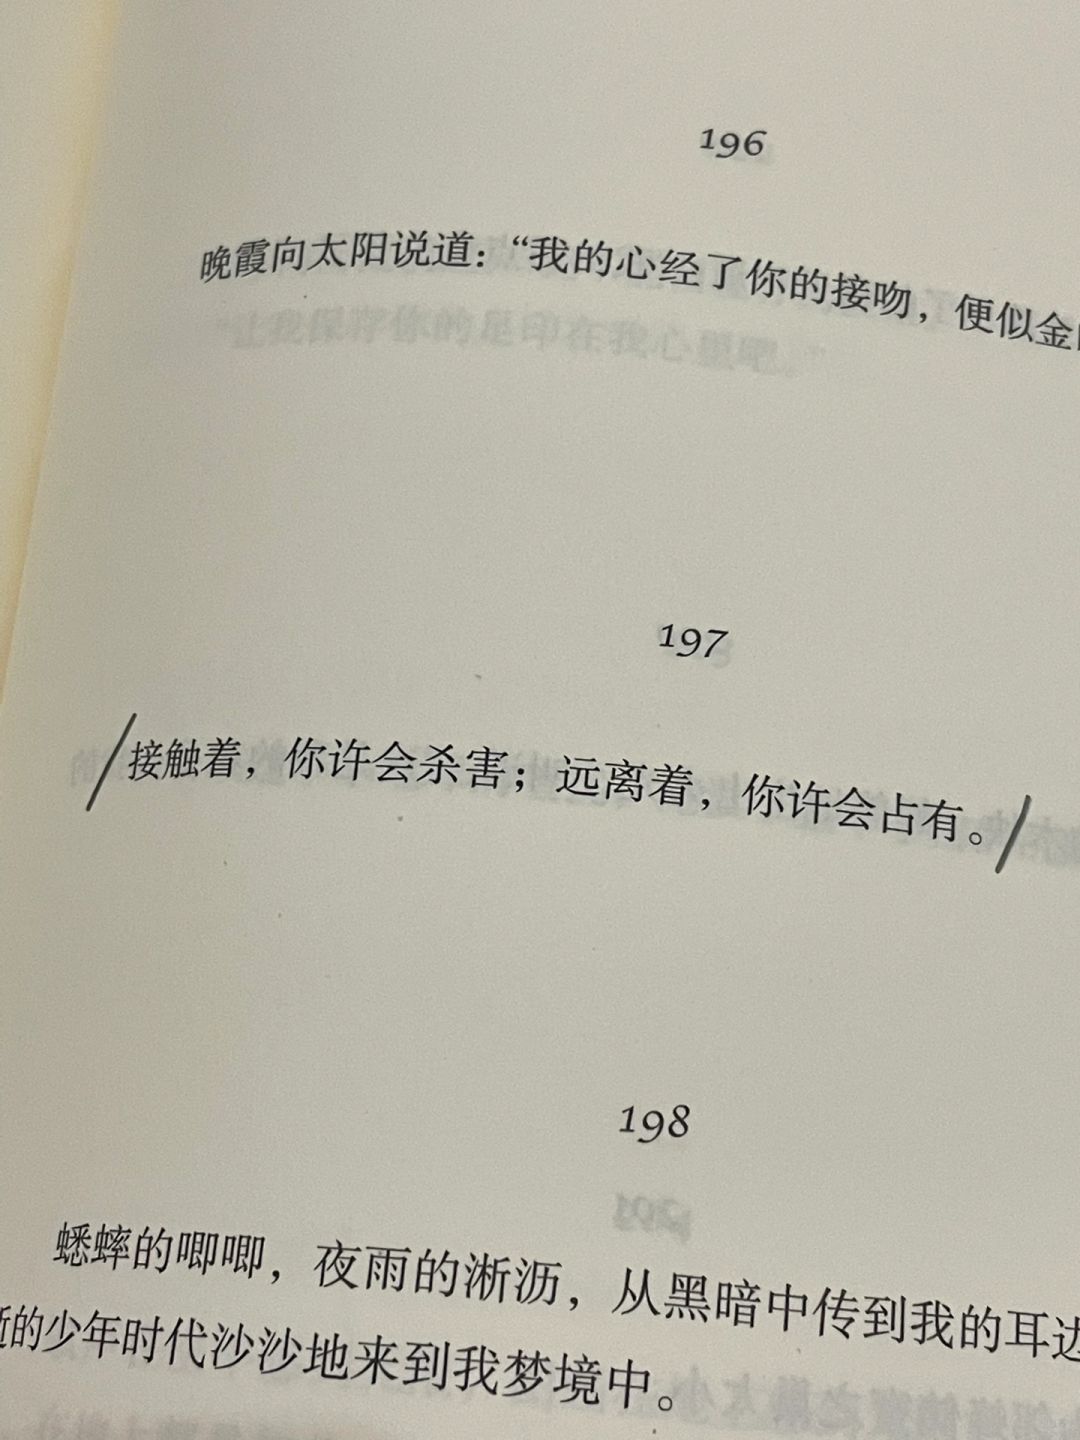 196
晚霞向太阳说道：“我的心经了你的接吻，便似金
197
接触着，你许会杀害；远离着，你许会占有。
198
蟋蟀的唧唧，夜雨的淅沥，从黑暗中传到我的耳边
的少年时代沙沙地来到我梦境中。